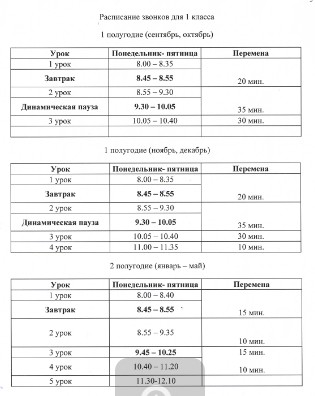 Расписание звонков для 1 класса
1 полугодие (сентябрь, октябрь)
Урок Понедельник- пятница Перемена
1 урок 8.00 – 8.35
Завтрак 8.45 – 8.55 20 мин.
2 урок 8.55 – 9.30
Динамическая пауза 9.30 – 10.05 35 мин.
3 урок 10.05 – 10.40 30 мин.
1 полугодие (ноябрь, декабрь)
Урок Понедельник- пятница Перемена
1 урок 8.00 – 8.35
Завтрак 8.45 – 8.55 20 мин.
2 урок 8.55 – 9.30
Динамическая пауза 9.30 – 10.05 35 мин.
3 урок 10.05 – 10.40 30 мин.
4 урок 11.00 – 11.35 10 мин.
2 полугодие (январь – май)
Урок Понедельник- пятница Перемена
1 урок 8.00 – 8.40
Завтрак 8.45 – 8.55 15 мин.
2 урок 8.55 – 9.35 10 мин.
3 урок 9.45 – 10.25 15 мин.
4 урок 10.40 – 11.20 10 мин.
5 урок 11.30-12.10